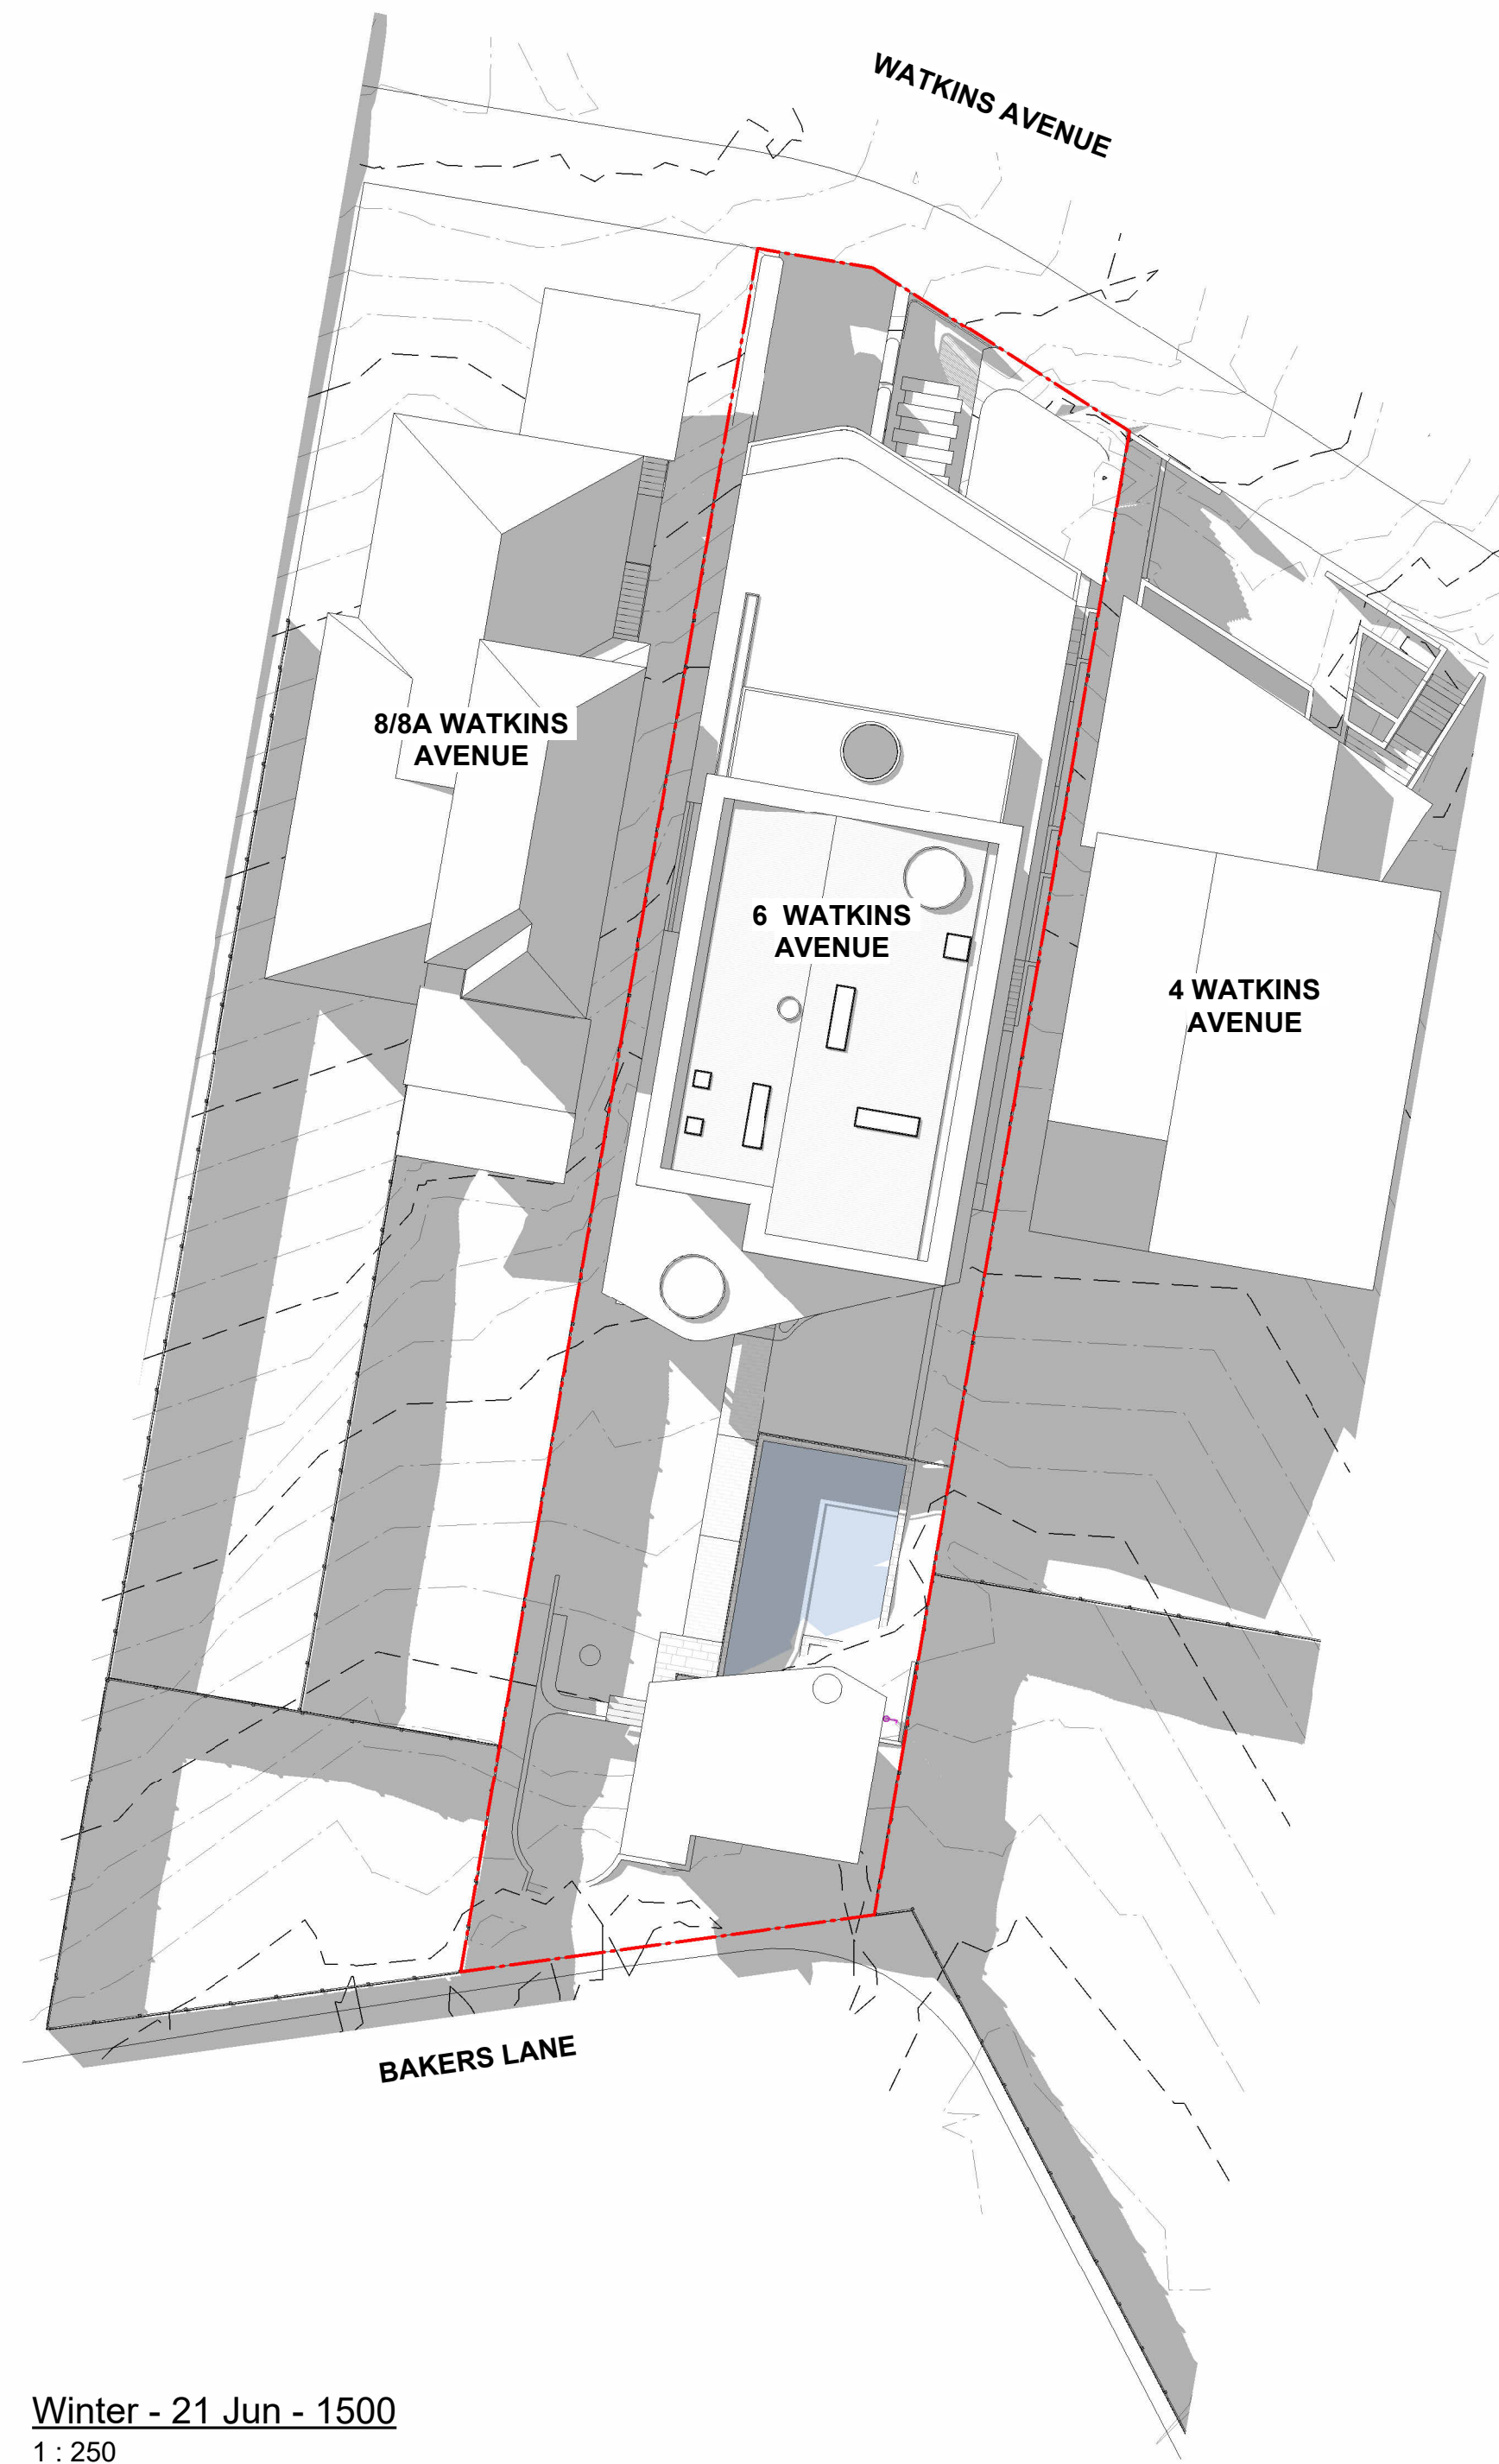 WATKINS AVENUE
8/8A WATKINS
AVENUE
6 WATKINS
AVENUE
4 WATKINS
AVENUE
BAKERS LANE
Winter - 21 Jun - 1500
1 : 250